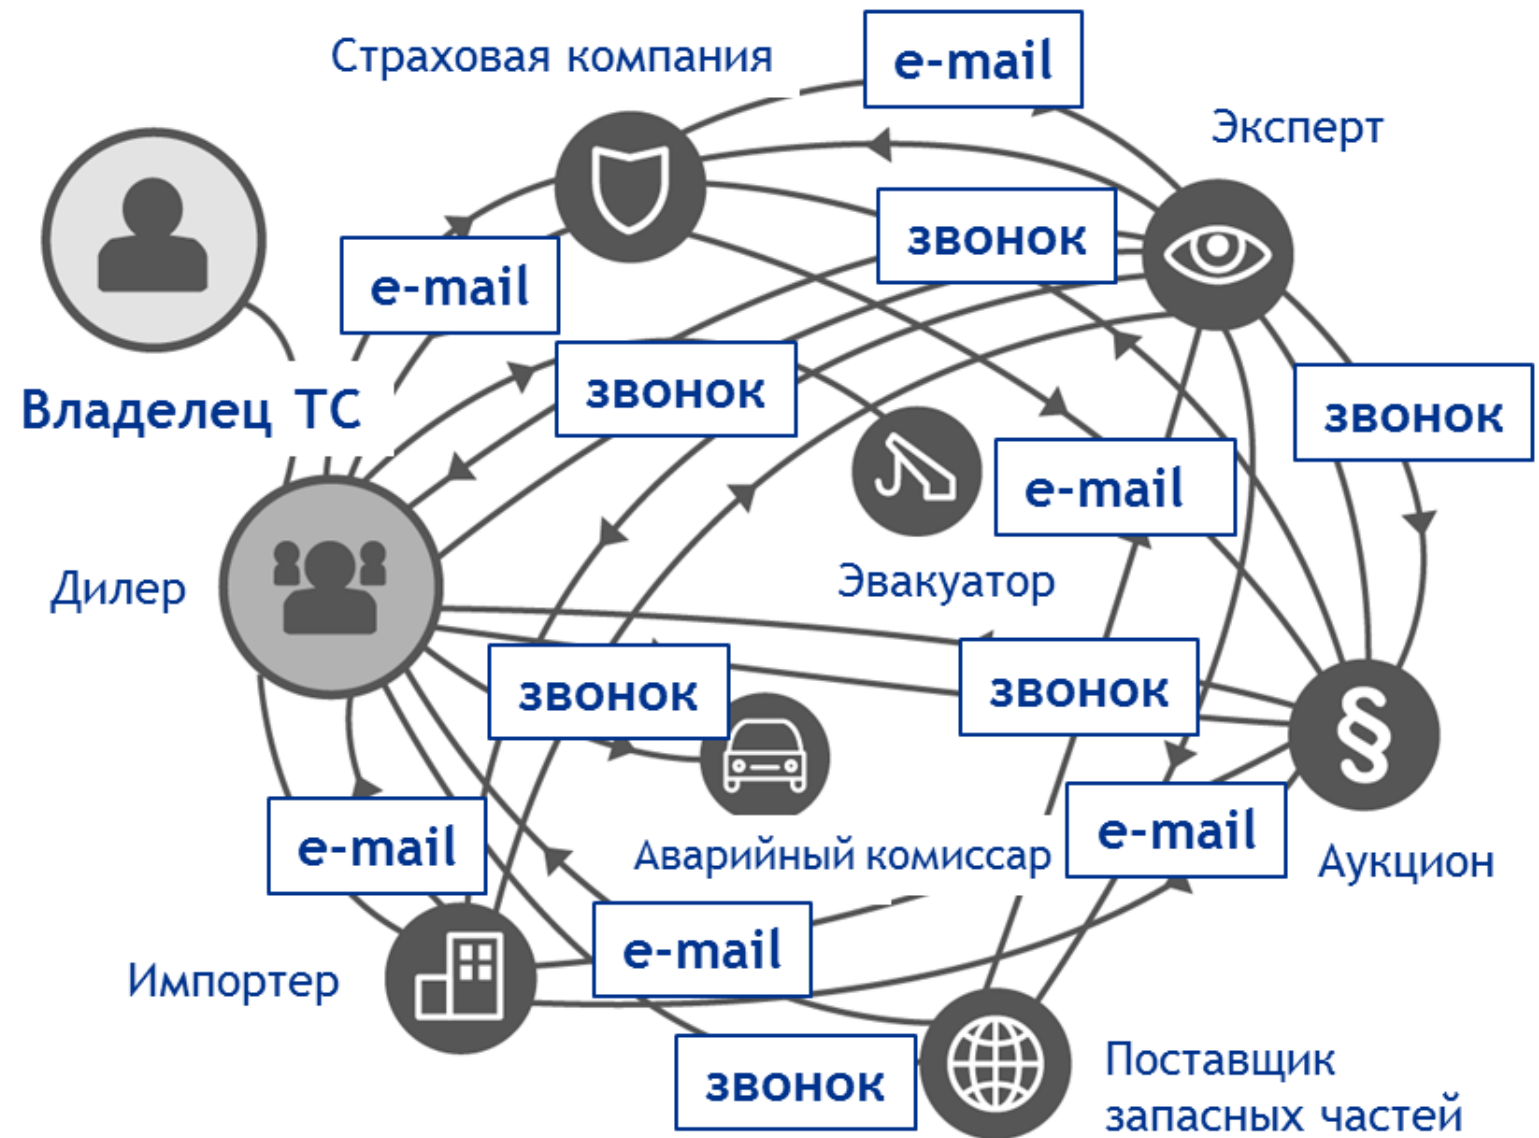 Страховая компания
e-mail
Эксперт
звонок
e-mail
звонок
звонок
Владелец ТС
e-mail
Эвакуатор
Дилер
звонок
звонок
e-mail
e-mail
Аварийный комиссар
Аукцион
e-mail
Импортер
звонок
Поставщик
запасных частей